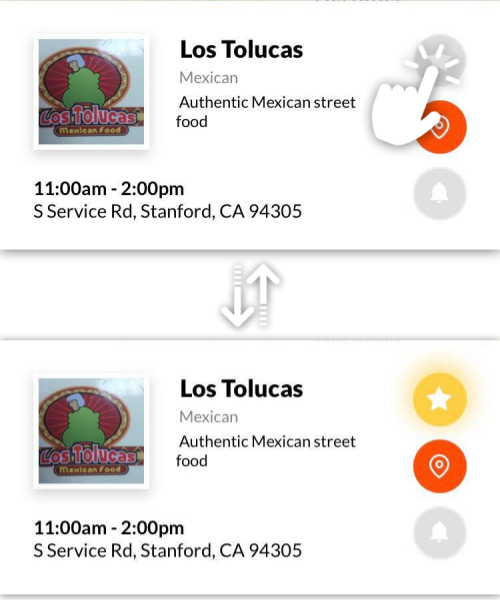 Los Tolucas
Mexican
Authentic Mexican street
food
Los Tolucas
Mexican Food
11:00am - 2:00pm
S Service Rd, Stanford, CA 94305
Los Tolucas
Mexican
Authentic Mexican street
food
Los Tolucas
Mexican Food
11:00am - 2:00pm
S Service Rd, Stanford, CA 94305